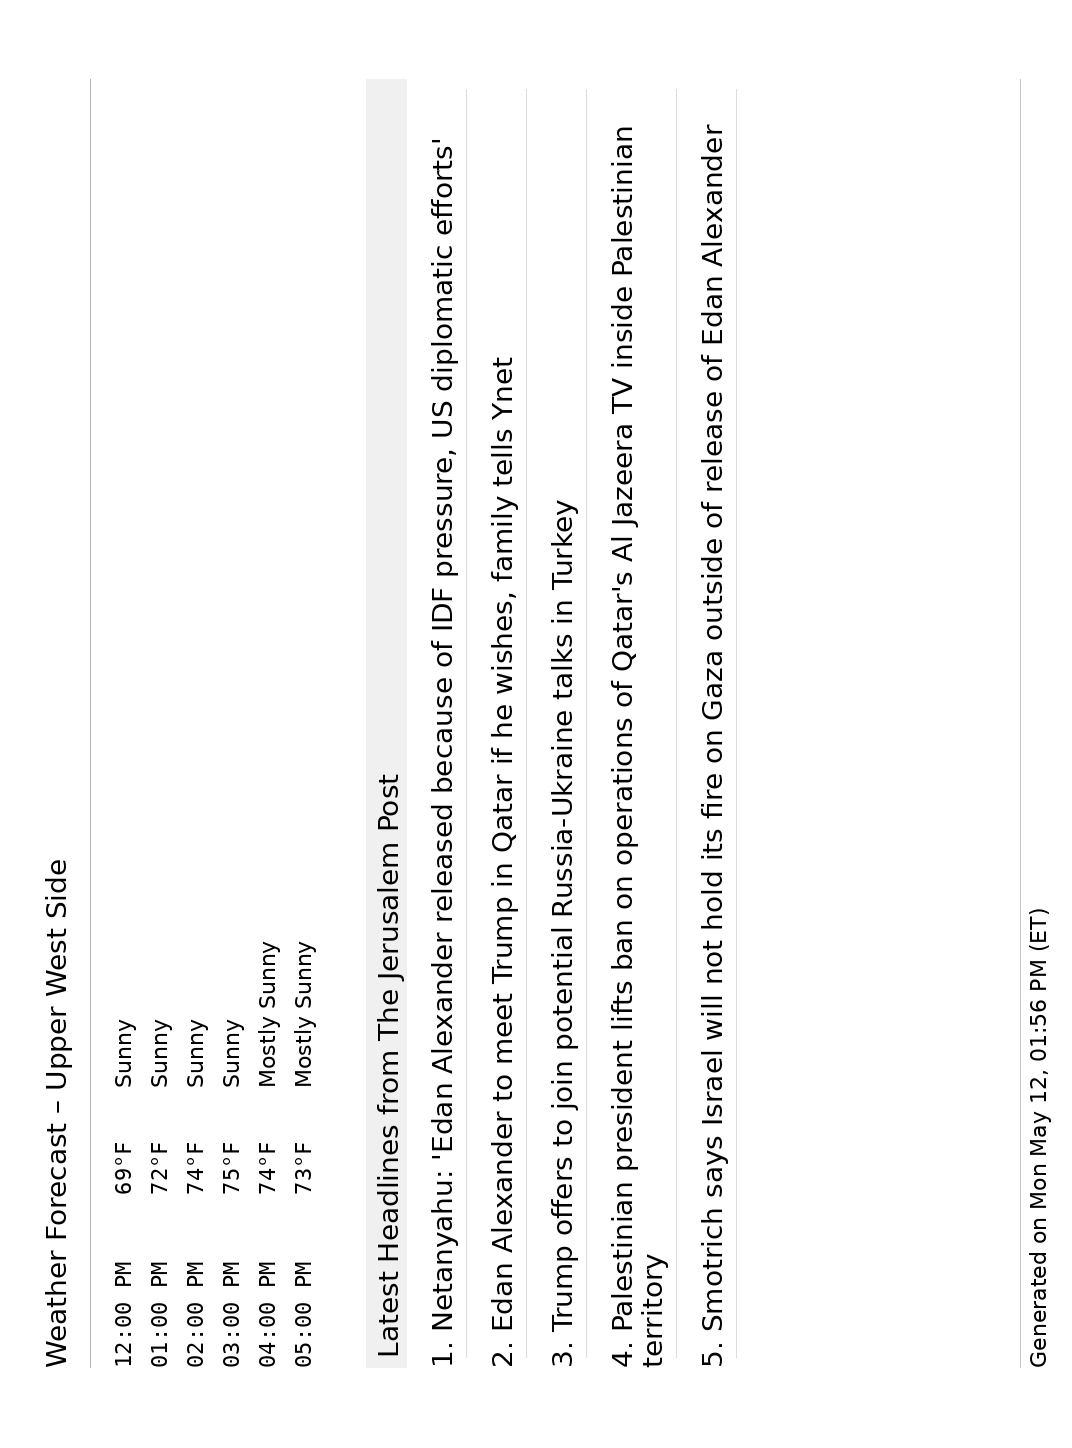 Weather Forecast – Upper West Side
12:00 PM 69°F Sunny
01:00 PM 72°F Sunny
02:00 PM 74°F Sunny
03:00 PM 75°F Sunny
04:00 PM 74°F Mostly Sunny
05:00 PM 73°F Mostly Sunny
Latest Headlines from The Jerusalem Post
1. Netanyahu: 'Edan Alexander released because of IDF pressure, US diplomatic efforts'
2. Edan Alexander to meet Trump in Qatar if he wishes, family tells Ynet
3. Trump offers to join potential Russia-Ukraine talks in Turkey
4. Palestinian president lifts ban on operations of Qatar's Al Jazeera TV inside Palestinian
territory
5. Smotrich says Israel will not hold its fire on Gaza outside of release of Edan Alexander
Generated on Mon May 12, 01:56 PM (ET)